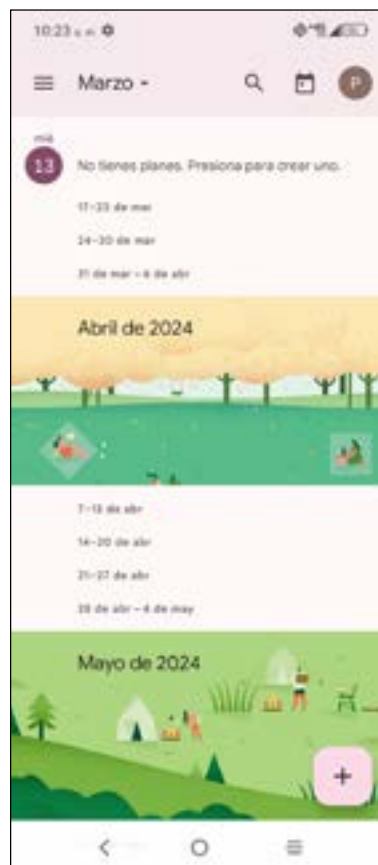 10:23 a. m.
Marzo
P
mié
13 No tienes planes. Presiona para crear uno.
17–23 de mar
24–30 de mar
31 de mar – 6 de abr
Abril de 2024
7–13 de abr
14–20 de abr
21–27 de abr
28 de abr – 4 de may
Mayo de 2024
+